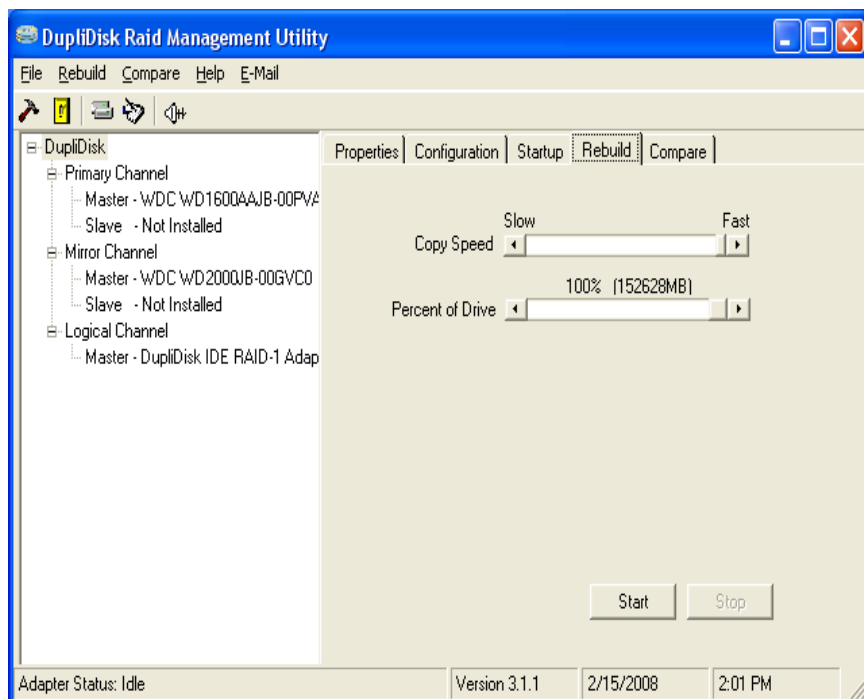 DupliDisk Raid Management Utility
File Rebuild Compare Help E-Mail
DupliDisk
Primary Channel
Master - WDC WD1600AAJB-00PVA
Slave - Not Installed
Mirror Channel
Master - WDC WD2000JB-00GVC0
Slave - Not Installed
Logical Channel
Master - DupliDisk IDE RAID-1 Adap
Properties Configuration Startup Rebuild Compare
Slow Fast
Copy Speed
100% (152628MB)
Percent of Drive
Start Stop
Adapter Status: Idle Version 3.1.1 2/15/2008 2:01 PM